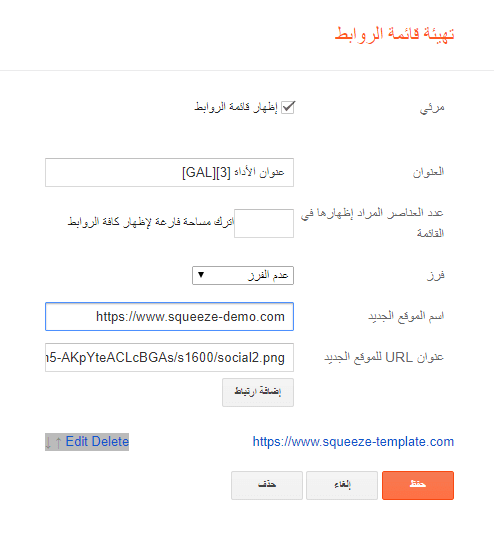 تهيئة قائمة الروابط
مرئي
إظهار قائمة الروابط
العنوان
عنوان الأداة [3][GAL]
عدد العناصر المراد إظهارها في القائمة
اترك مساحة فارغة لإظهار كافة الروابط
فرز
عدم الفرز
اسم الموقع الجديد
https://www.squeeze-demo.com
عنوان URL للموقع الجديد
5-AKpYteACLcBGAs/s1600/social2.png
إضافة ارتباط
https://www.squeeze-template.com
↓ ↑ Edit Delete
حفظ
إلغاء
حذف